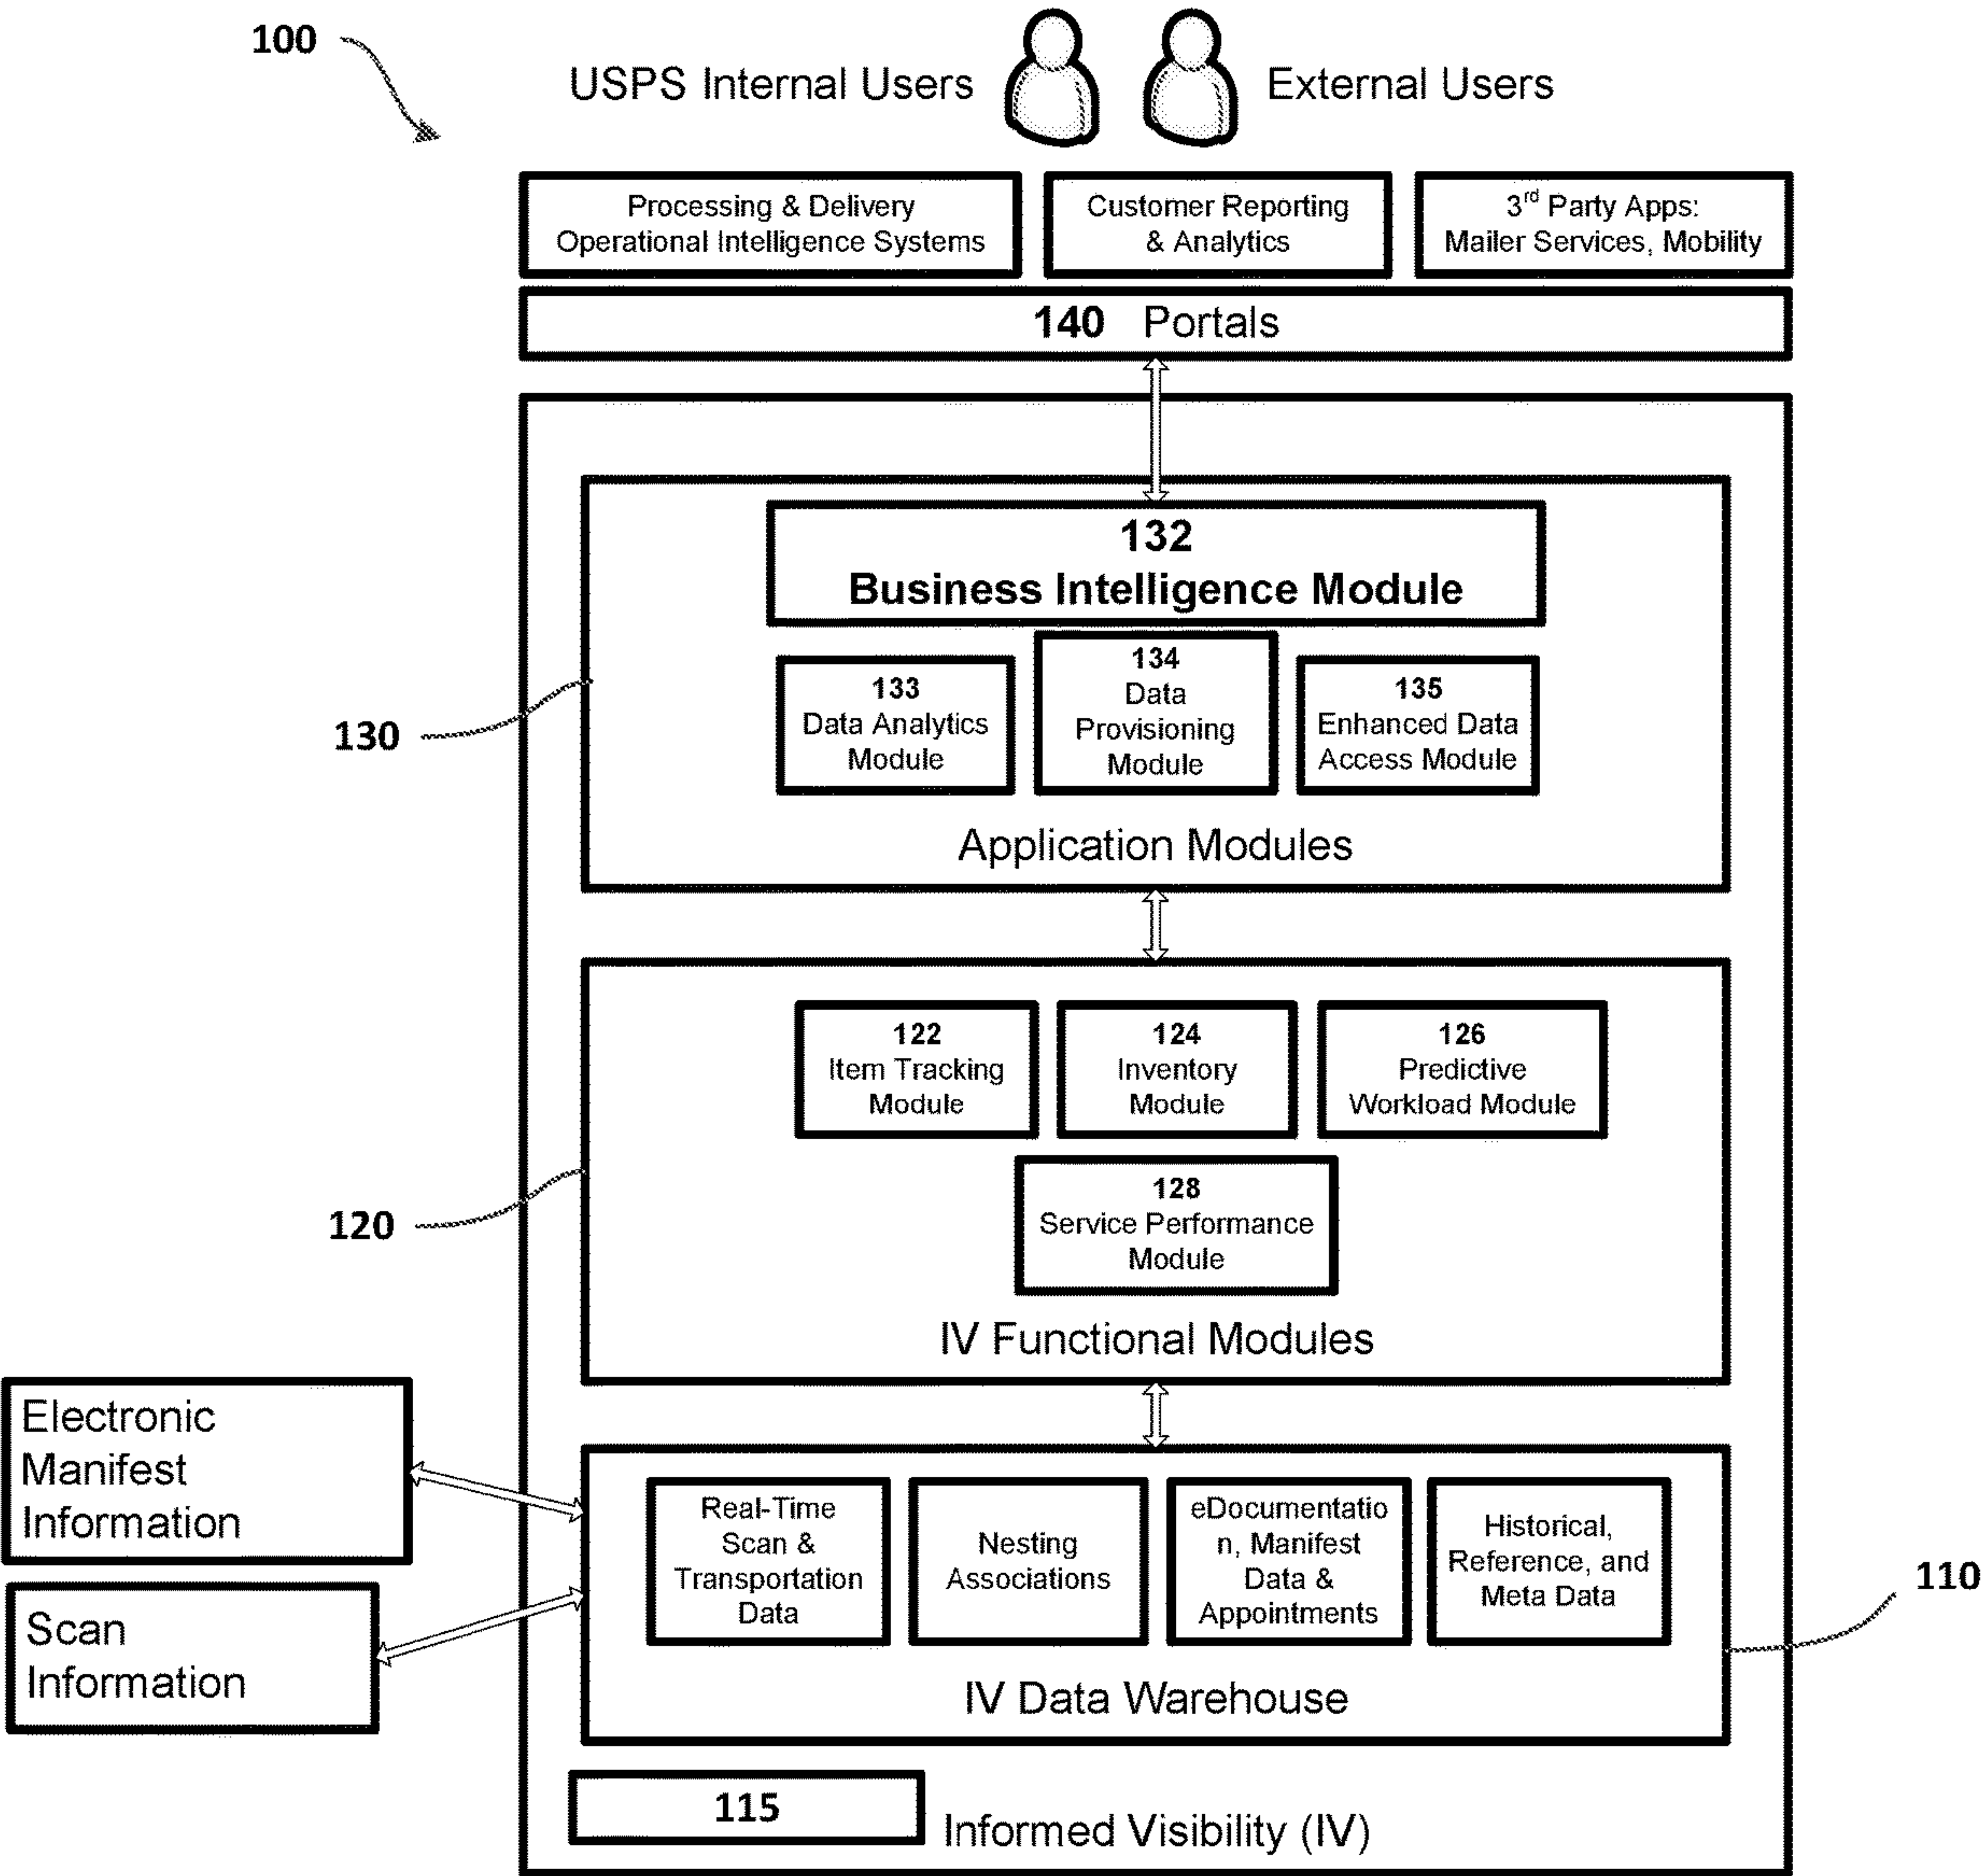 100
USPS Internal Users
External Users
Processing & Delivery
Operational Intelligence Systems
Customer Reporting
& Analytics
3rd Party Apps:
Mailer Services, Mobility
140 Portals
132
Business Intelligence Module
133
Data Analytics
Module
134
Data
Provisioning
Module
135
Enhanced Data
Access Module
130
Application Modules
122
Item Tracking
Module
124
Inventory
Module
126
Predictive
Workload Module
128
Service Performance
Module
120
IV Functional Modules
Electronic
Manifest
Information
Scan
Information
Real-Time
Scan &
Transportation
Data
Nesting
Associations
eDocumentatio
n, Manifest
Data &
Appointments
Historical,
Reference, and
Meta Data
110
IV Data Warehouse
115
Informed Visibility (IV)